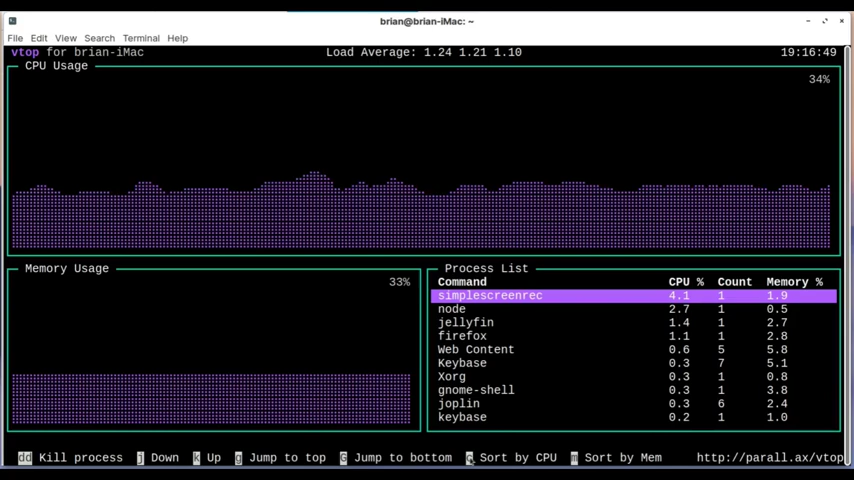 brian@brian-iMac: ~
File Edit View Search Terminal Help
vtop for brian-iMac Load Average: 1.24 1.21 1.10 19:16:49
CPU Usage
34%
Memory Usage
33%
Process List
Command CPU % Count Memory %
simplescreenrec 4.1 1 1.9
node 2.7 1 0.5
jellyfin 1.4 1 2.7
firefox 1.1 1 2.8
Web Content 0.6 5 5.8
Keybase 0.3 7 5.1
Xorg 0.3 1 0.8
gnome-shell 0.3 1 3.8
joplin 0.3 6 2.4
keybase 0.2 1 1.0
dd Kill process j Down k Up g Jump to top G Jump to bottom c Sort by CPU m Sort by Mem http://parall.ax/vtop